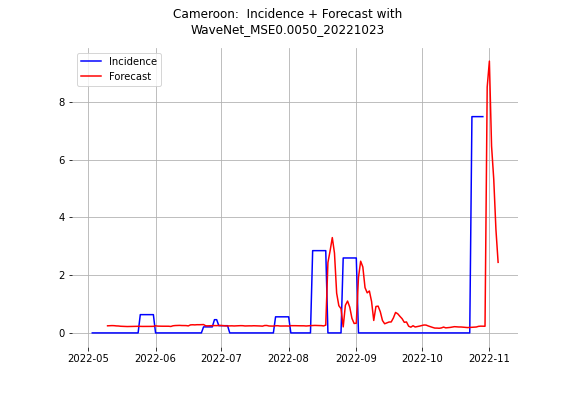 Cameroon:  Incidence + Forecast with
WaveNet_MSE0.0050_20221023
Incidence
Forecast
8
6
4
2
0
2022-05 2022-06 2022-07 2022-08 2022-09 2022-10 2022-11